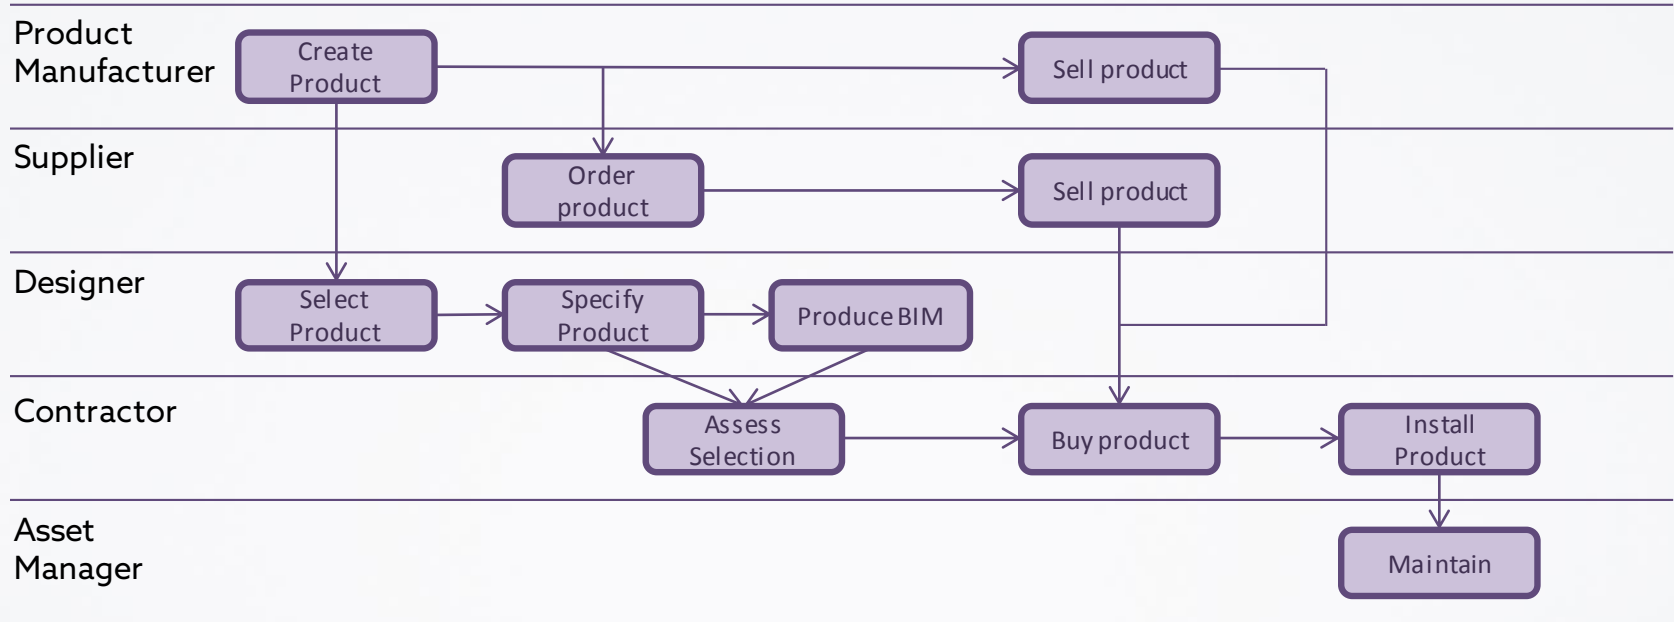 Product
Manufacturer
Create
Product
Sell product
Supplier
Order
product
Sell product
Designer
Select
Product
Specify
Product
Produce BIM
Contractor
Assess
Selection
Buy product
Install
Product
Asset
Manager
Maintain